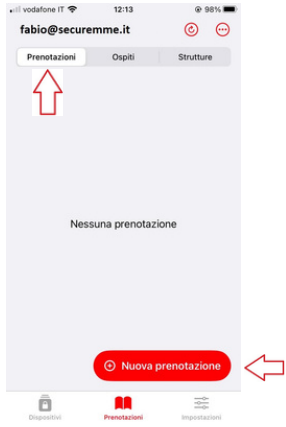 vodafone IT 12:13 98%
fabio@securemme.it
Prenotazioni Ospiti Strutture
Nessuna prenotazione
Nuova prenotazione
Dispositivi Prenotazioni Impostazioni